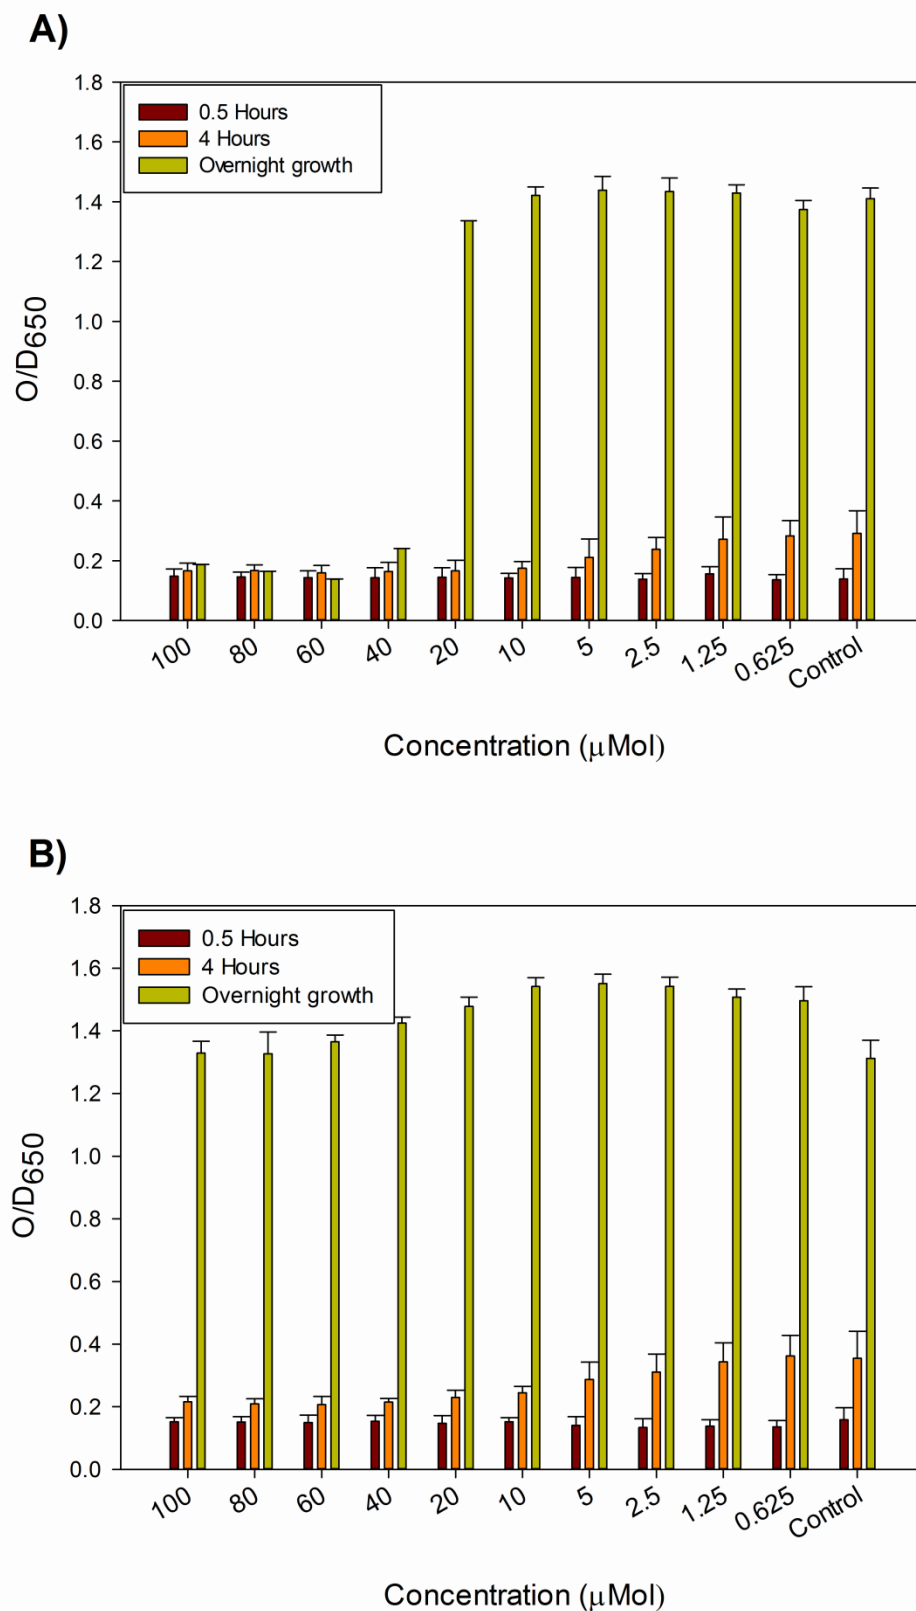 A)
1.8
0.5 Hours
1.6
4 Hours
Overnight growth
1.4
1.2
1.0
O/D650
0.8
0.6
0.4
0.2
0.0
100 80 60 40 20 10 5 2.5 1.25 0.625 Control
Concentration (μMol)
B)
1.8
0.5 Hours
4 Hours
1.6
Overnight growth
1.4
1.2
1.0
O/D650
0.8
0.6
0.4
0.2
0.0
100 80 60 40 20 10 5 2.5 1.25 0.625 Control
Concentration (μMol)